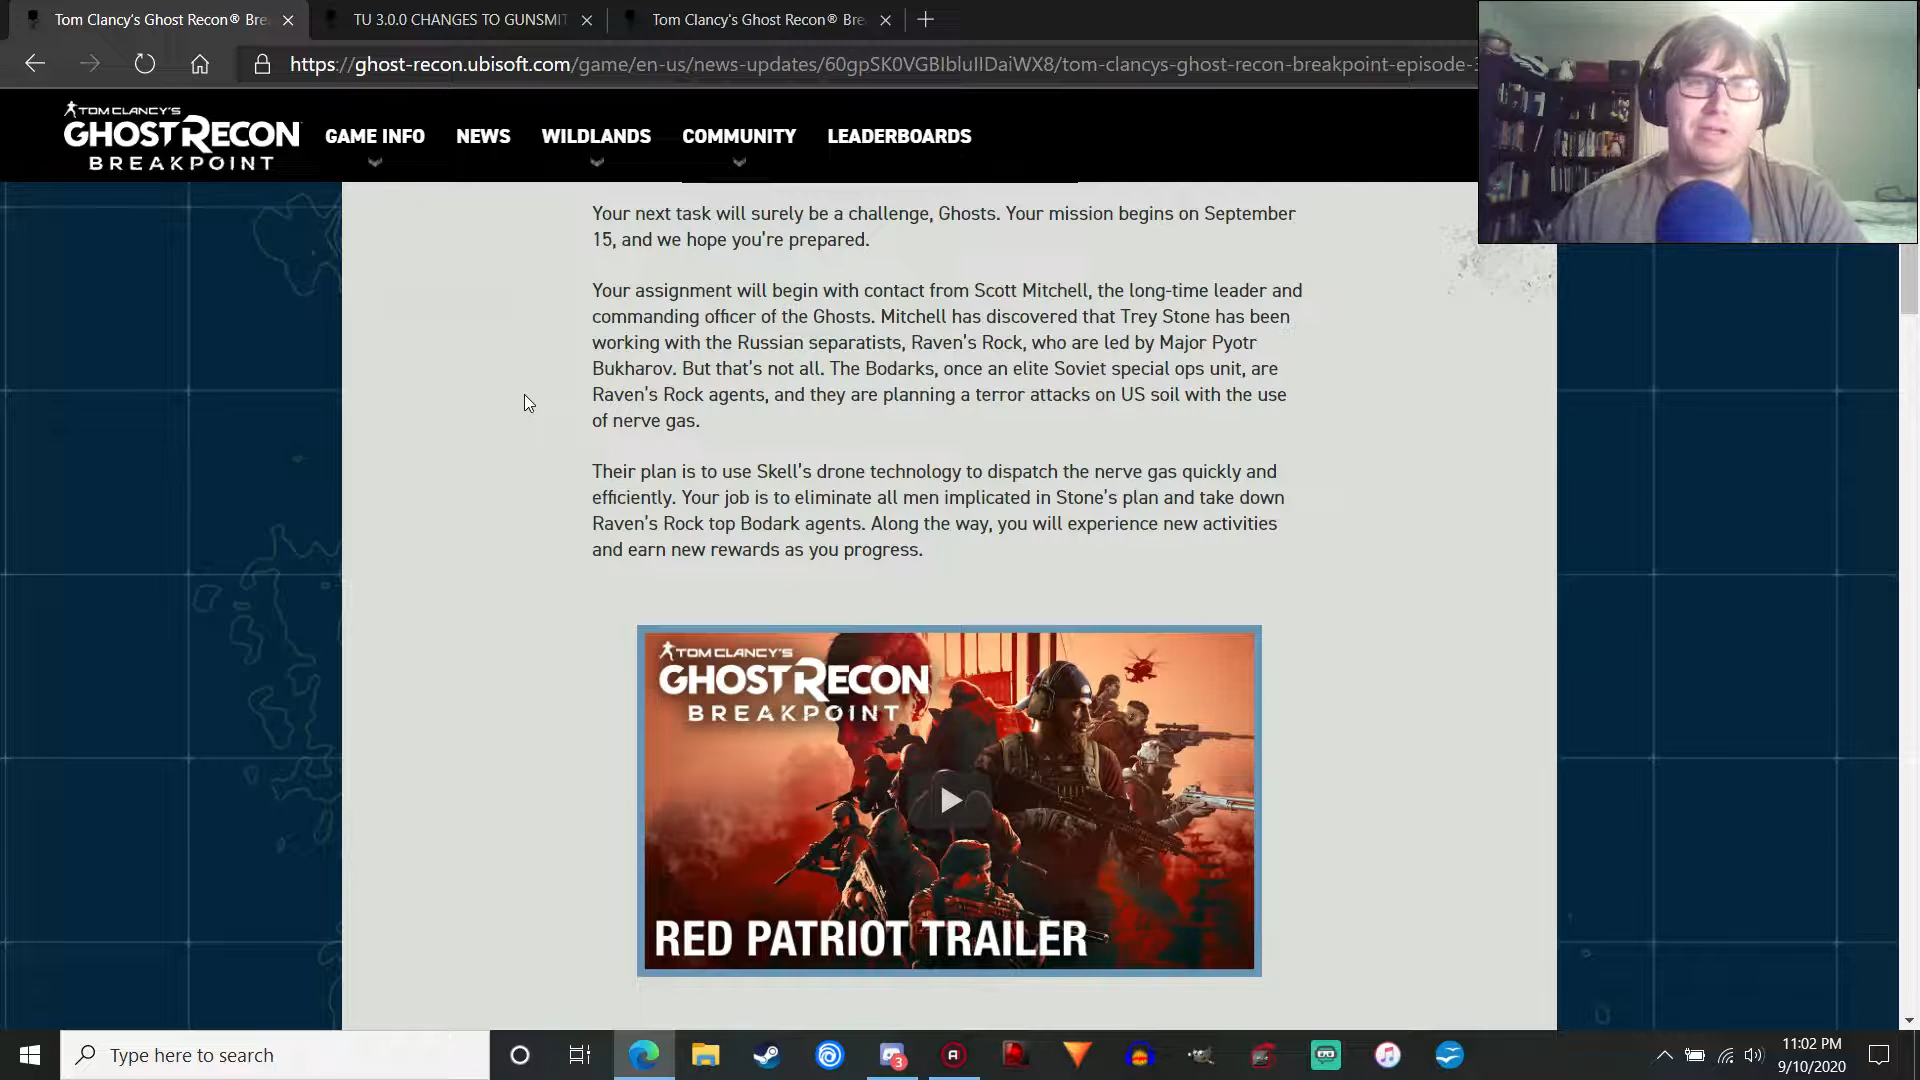 Tom Clancy's Ghost Recon® Bre
TU 3.0.0 CHANGES TO GUNSMIT
Tom Clancy's Ghost Recon® Bre
https://ghost-recon.ubisoft.com/game/en-us/news-updates/60gpSK0VGBIbluIIDaiWX8/tom-clancys-ghost-recon-breakpoint-episode-3
TOM CLANCY'S
GHOST RECON
BREAKPOINT
GAME INFO
NEWS
WILDLANDS
COMMUNITY
LEADERBOARDS
Your next task will surely be a challenge, Ghosts. Your mission begins on September
15, and we hope you're prepared.
Your assignment will begin with contact from Scott Mitchell, the long-time leader and
commanding officer of the Ghosts. Mitchell has discovered that Trey Stone has been
working with the Russian separatists, Raven's Rock, who are led by Major Pyotr
Bukharov. But that's not all. The Bodarks, once an elite Soviet special ops unit, are
Raven's Rock agents, and they are planning a terror attacks on US soil with the use
of nerve gas.
Their plan is to use Skell's drone technology to dispatch the nerve gas quickly and
efficiently. Your job is to eliminate all men implicated in Stone's plan and take down
Raven's Rock top Bodark agents. Along the way, you will experience new activities
and earn new rewards as you progress.
TOM CLANCY'S
GHOST RECON
BREAKPOINT
RED PATRIOT TRAILER
Type here to search
3
11:02 PM
9/10/2020